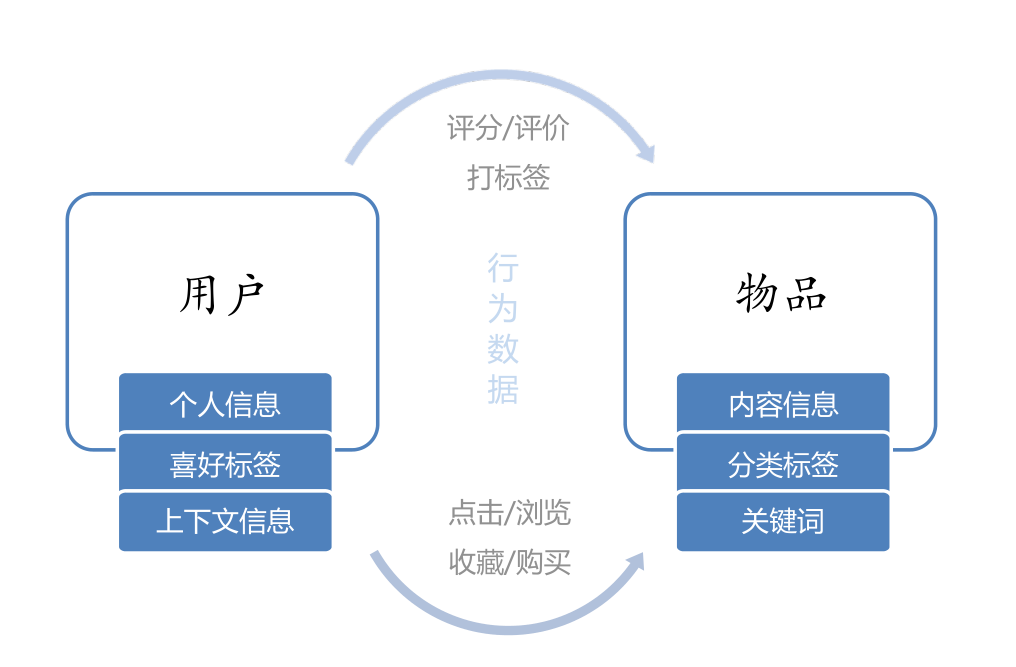 评分/评价
打标签
用户
个人信息
喜好标签
上下文信息
行为数据
物品
内容信息
分类标签
关键词
点击/浏览
收藏/购买